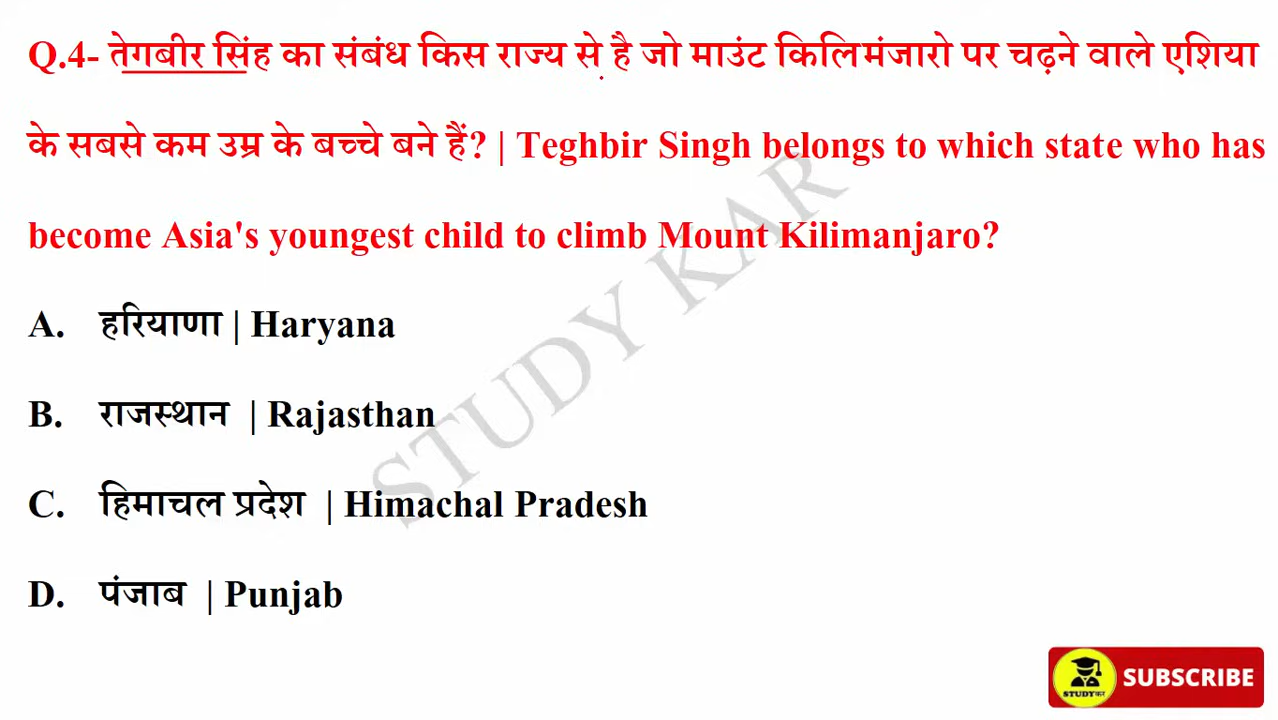 Q.4- तेगबीर सिंह का संबंध किस राज्य से है जो माउंट किलिमंजारो पर चढ़ने वाले एशिया
के सबसे कम उम्र के बच्चे बने हैं? | Teghbir Singh belongs to which state who has
become Asia's youngest child to climb Mount Kilimanjaro?
A. हरियाणा | Haryana
B. राजस्थान | Rajasthan
C. हिमाचल प्रदेश | Himachal Pradesh
D. पंजाब | Punjab
STUDY KAR
STUDYकर
SUBSCRIBE